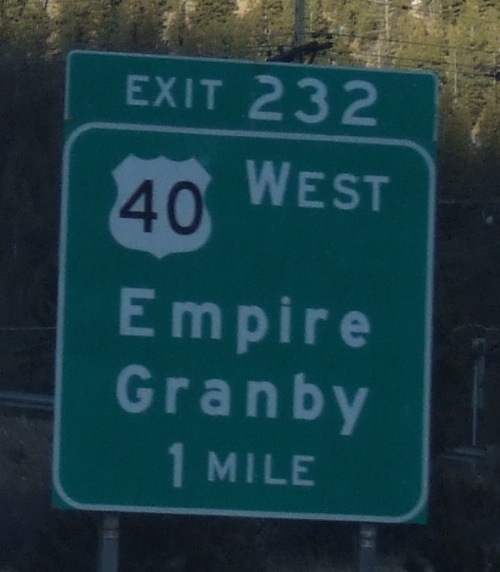 EXIT 232
40 WEST
Empire
Granby
1 MILE